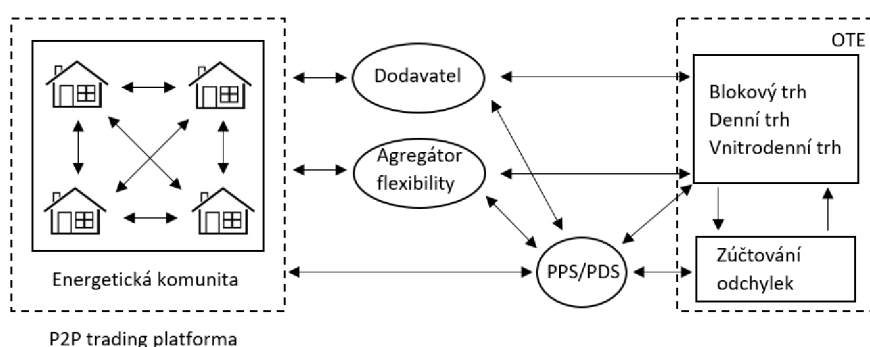 OTE
Dodavatel
Blokový trh
Denní trh
Vnitrodenní trh
Agregátor
flexibility
Energetická komunita
PPS/PDS
Zúčtování
odchylek
P2P trading platforma